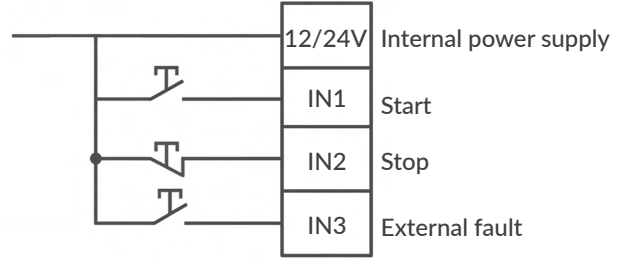 12/24V Internal power supply
IN1 Start
IN2 Stop
IN3 External fault